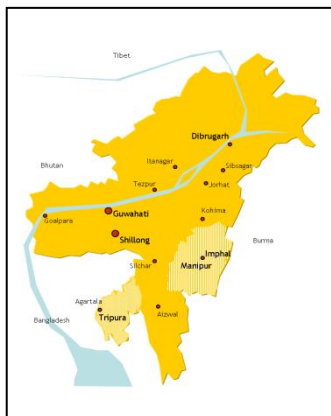 Tibet
Dibrugarh
Bhutan
Itanagar
Sibsagar
Tezpur
Jorhat
Guwahati
Goalpara
Kohima
Shillong
Burma
Silchar
Imphal
Manipur
Agartala
Aizwal
Tripura
Bangladesh